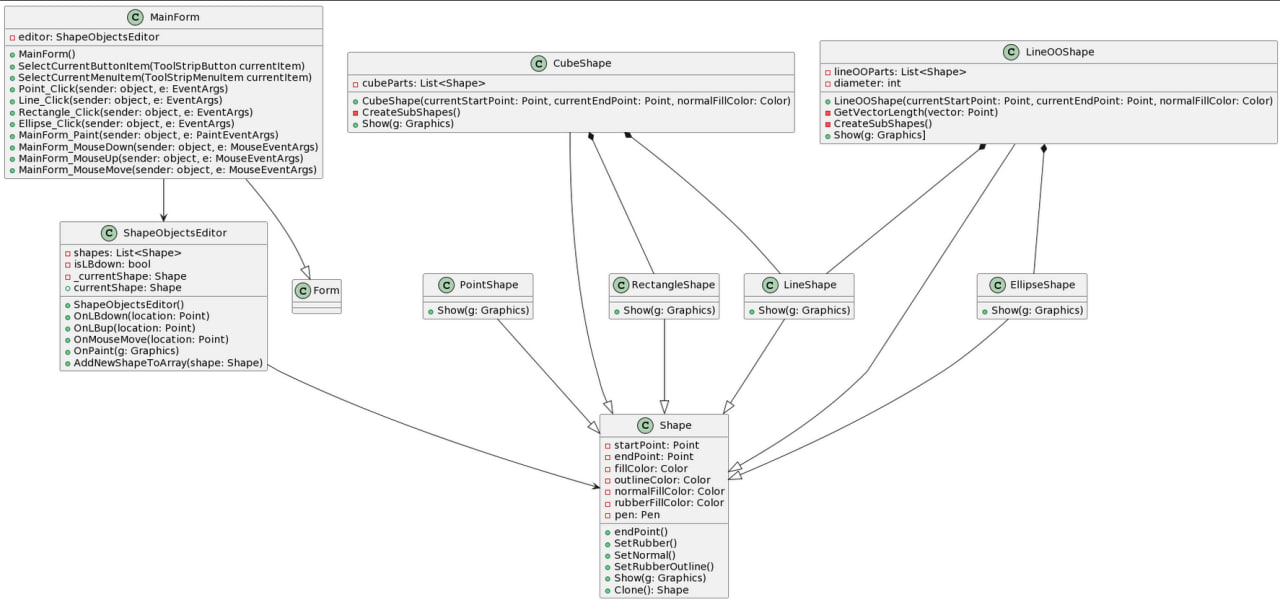 C MainForm
editor: ShapeObjectsEditor
MainForm()
SelectCurrentButtonItem(ToolStripButton currentItem)
SelectCurrentMenuItem(ToolStripMenuItem currentItem)
Point_Click(sender: object, e: EventArgs)
Line_Click(sender: object, e: EventArgs)
Rectangle_Click(sender: object, e: EventArgs)
Ellipse_Click(sender: object, e: EventArgs)
MainForm_Paint(sender: object, e: PaintEventArgs)
MainForm_MouseDown(sender: object, e: MouseEventArgs)
MainForm_MouseUp(sender: object, e: MouseEventArgs)
MainForm_MouseMove(sender: object, e: MouseEventArgs)
C CubeShape
cubeParts: List<Shape>
CubeShape(currentStartPoint: Point, currentEndPoint: Point, normalFillColor: Color)
CreateSubShapes()
Show(g: Graphics)
C LineOOShape
lineOOParts: List<Shape>
diameter: int
LineOOShape(currentStartPoint: Point, currentEndPoint: Point, normalFillColor: Color)
GetVectorLength(vector: Point)
CreateSubShapes()
Show(g: Graphics]
C ShapeObjectsEditor
shapes: List<Shape>
isLBdown: bool
_currentShape: Shape
currentShape: Shape
ShapeObjectsEditor()
OnLBdown(location: Point)
OnLBup(location: Point)
OnMouseMove(location: Point)
OnPaint(g: Graphics)
AddNewShapeToArray(shape: Shape)
C Form
C PointShape
Show(g: Graphics)
C RectangleShape
Show(g: Graphics)
C LineShape
Show(g: Graphics)
C EllipseShape
Show(g: Graphics)
C Shape
startPoint: Point
endPoint: Point
fillColor: Color
outlineColor: Color
normalFillColor: Color
rubberFillColor: Color
pen: Pen
endPoint()
SetRubber()
SetNormal()
SetRubberOutline()
Show(g: Graphics)
Clone(): Shape